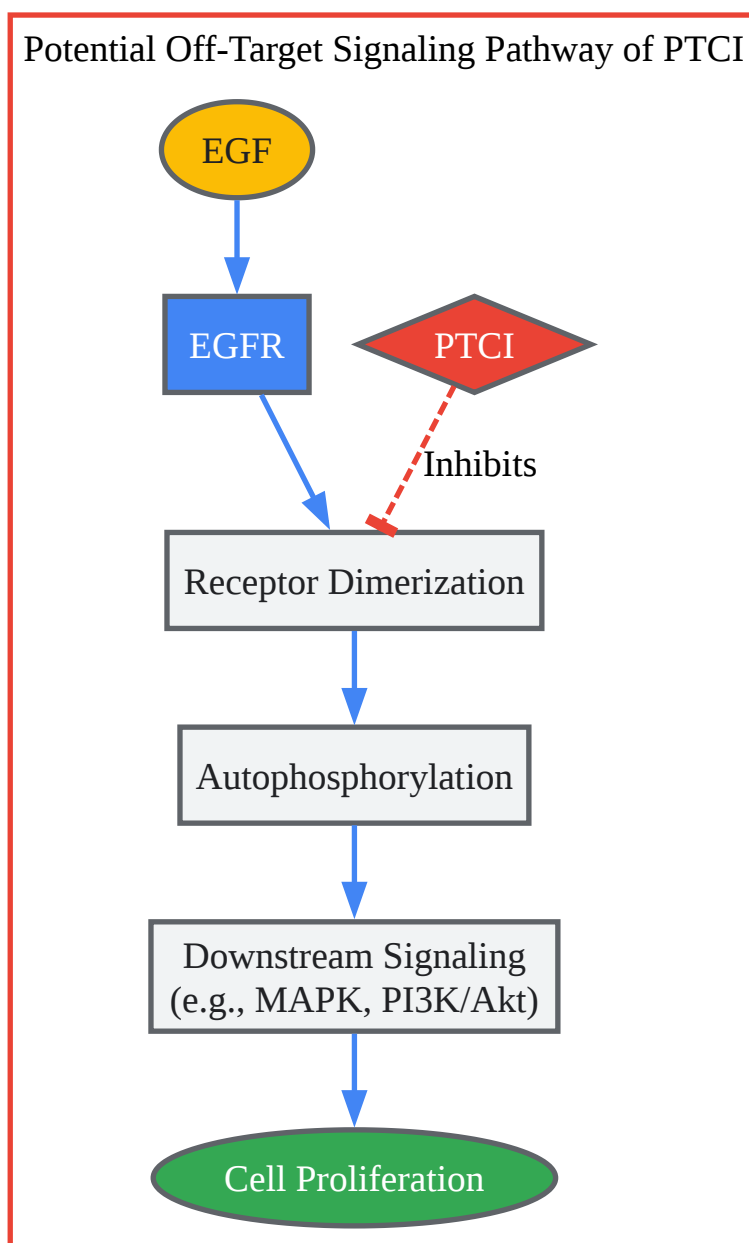 Potential Off-Target Signaling Pathway of PTCI
EGF
EGFR
PTCI
Inhibits
Receptor Dimerization
Autophosphorylation
Downstream Signaling
(e.g., MAPK, PI3K/Akt)
Cell Proliferation